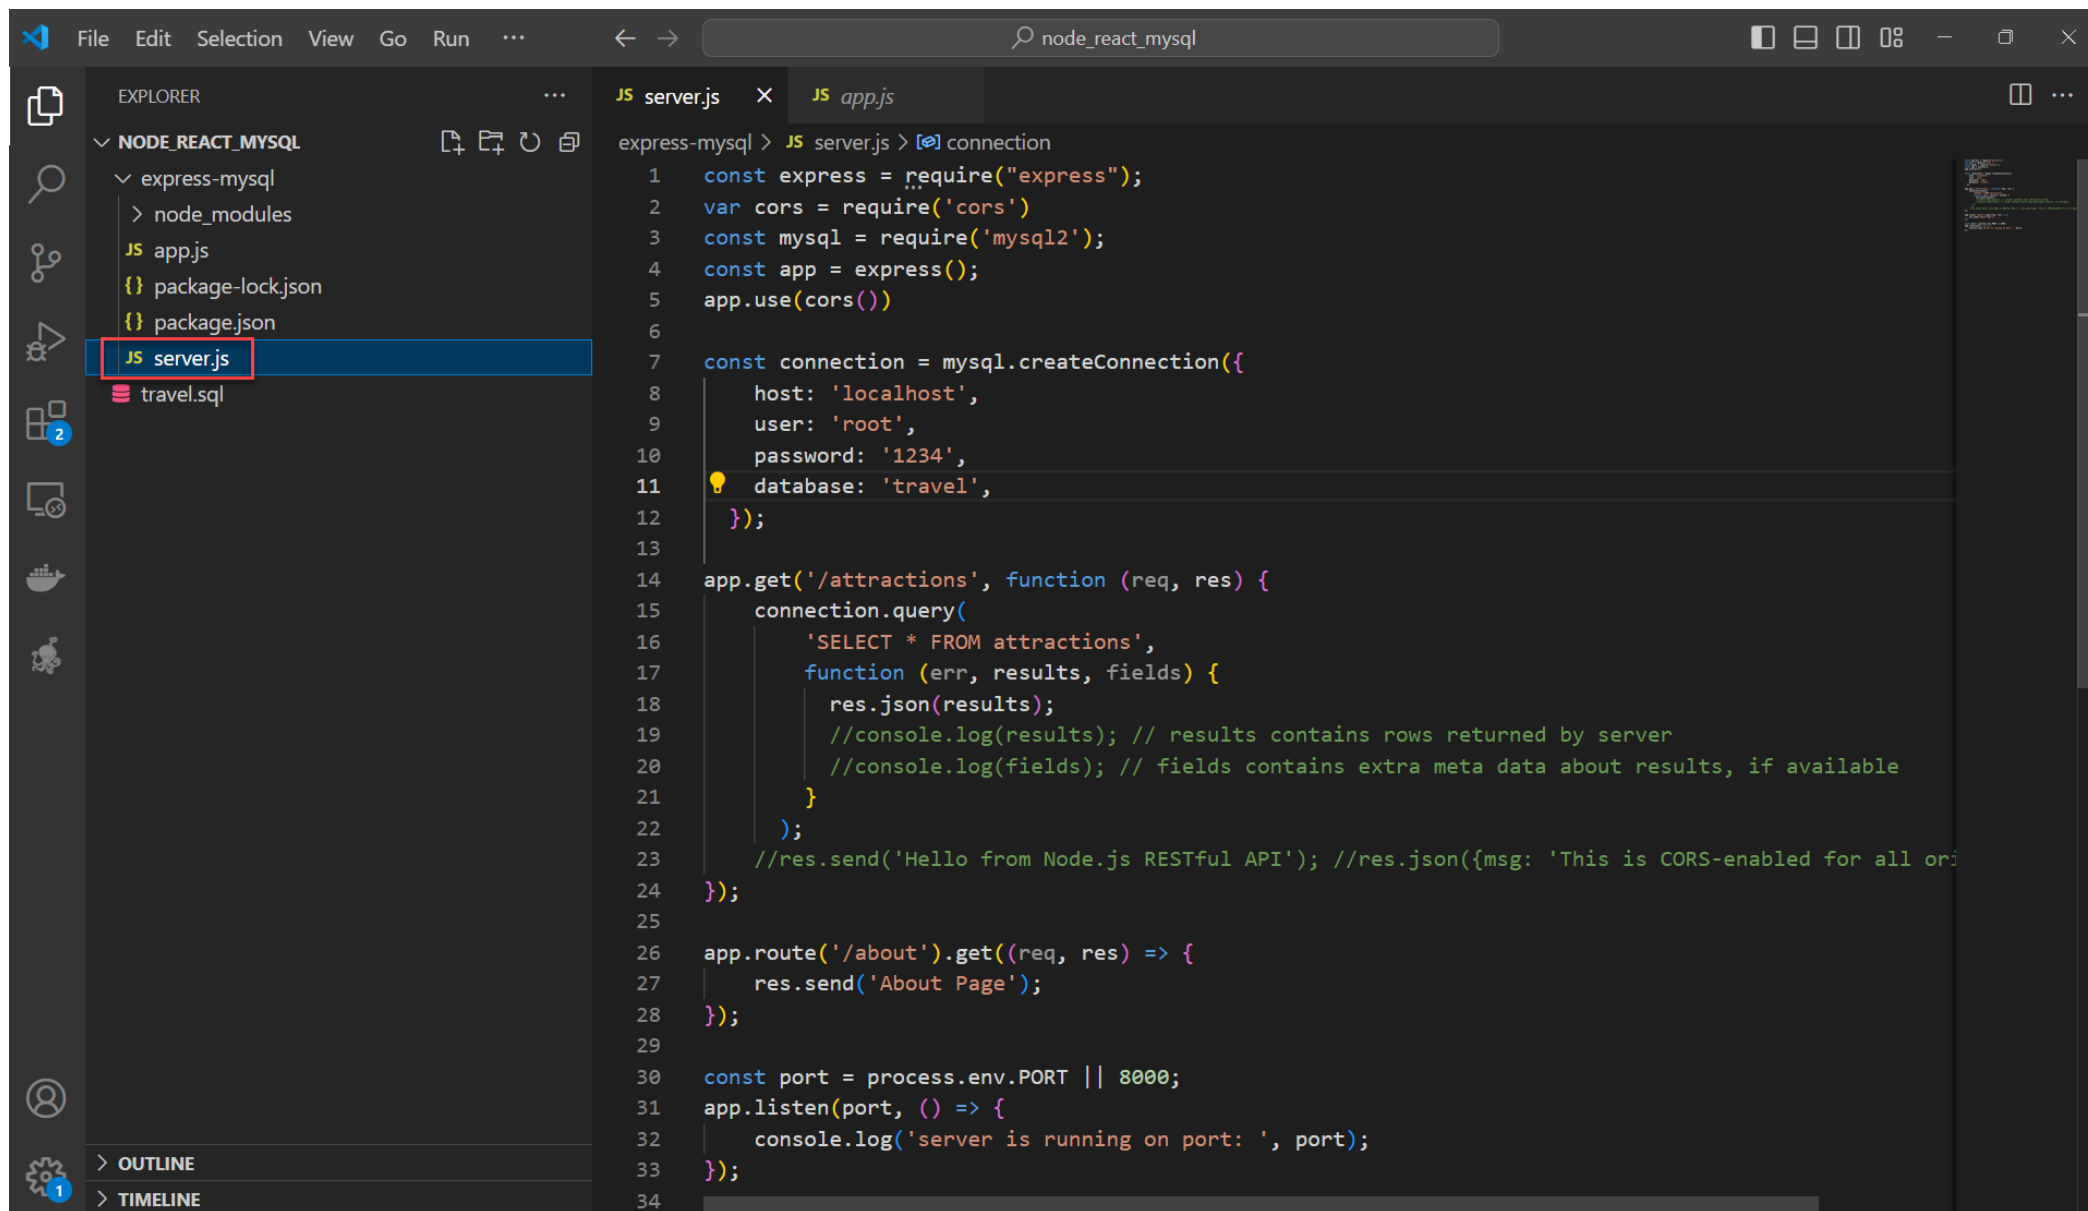 File Edit Selection View Go Run ···
node_react_mysql
EXPLORER
NODE_REACT_MYSQL
express-mysql
node_modules
JS app.js
{} package-lock.json
{} package.json
JS server.js
travel.sql
2
OUTLINE
TIMELINE
1
JS server.js
JS app.js
express-mysql > JS server.js > connection
1 const express = require("express");
2 var cors = require('cors')
3 const mysql = require('mysql2');
4 const app = express();
5 app.use(cors())
6
7 const connection = mysql.createConnection({
8 host: 'localhost',
9 user: 'root',
10 password: '1234',
11 database: 'travel',
12 });
13
14 app.get('/attractions', function (req, res) {
15 connection.query(
16 'SELECT * FROM attractions',
17 function (err, results, fields) {
18 res.json(results);
19 //console.log(results); // results contains rows returned by server
20 //console.log(fields); // fields contains extra meta data about results, if available
21 }
22 );
23 //res.send('Hello from Node.js RESTful API'); //res.json({msg: 'This is CORS-enabled for all ori
24 });
25
26 app.route('/about').get((req, res) => {
27 res.send('About Page');
28 });
29
30 const port = process.env.PORT || 8000;
31 app.listen(port, () => {
32 console.log('server is running on port: ', port);
33 });
34